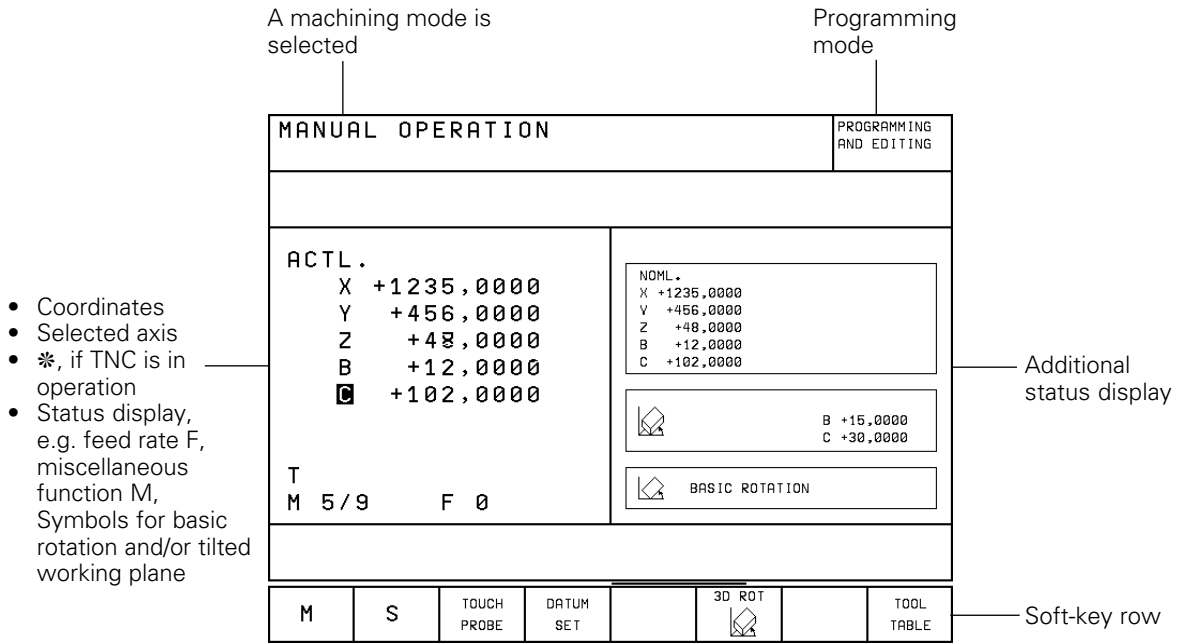 A machining mode is
selected
Programming
mode
MANUAL OPERATION
PROGRAMMING
AND EDITING
ACTL.
X +1235,0000
Y +456,0000
Z +48,0000
B +12,0000
C +102,0000
T
M 5/9 F 0
NOML.
X +1235,0000
Y +456,0000
Z +48,0000
B +12,0000
C +102,0000
B +15,0000
C +30,0000
BASIC ROTATION
• Coordinates
• Selected axis
• ✻, if TNC is in
operation
• Status display,
e.g. feed rate F,
miscellaneous
function M,
Symbols for basic
rotation and/or tilted
working plane
Additional
status display
M
S
TOUCH
PROBE
DATUM
SET
3D ROT
TOOL
TABLE
Soft-key row